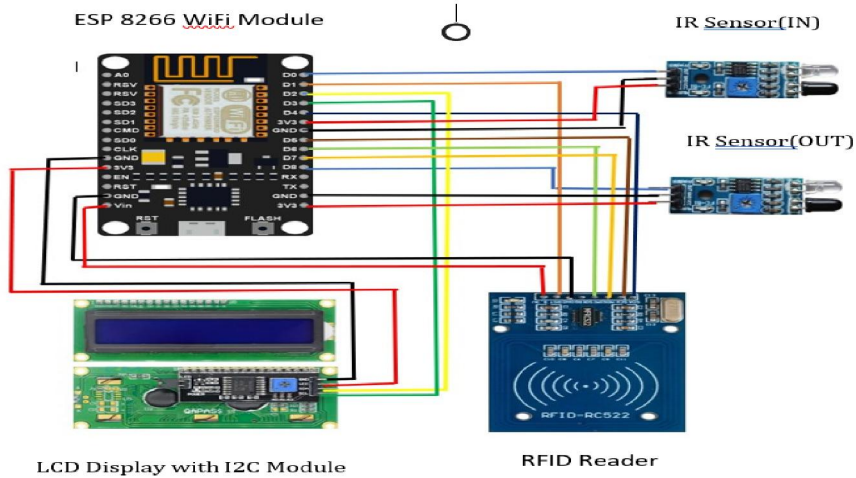 ESP 8266 WiFi Module
IR Sensor(IN)
A0 D0
RSV D1
RSV D2
SD3 D3
SD2 D4
SD1 3V3
CMD GND
SD0 D5
CLK D6
GND D7
3V3 D8
EN RX
RST TX
GND GND
Vin 3V3
RST FLASH
IR Sensor(OUT)
QAPASS
RFID-RC522
LCD Display with I2C Module
RFID Reader